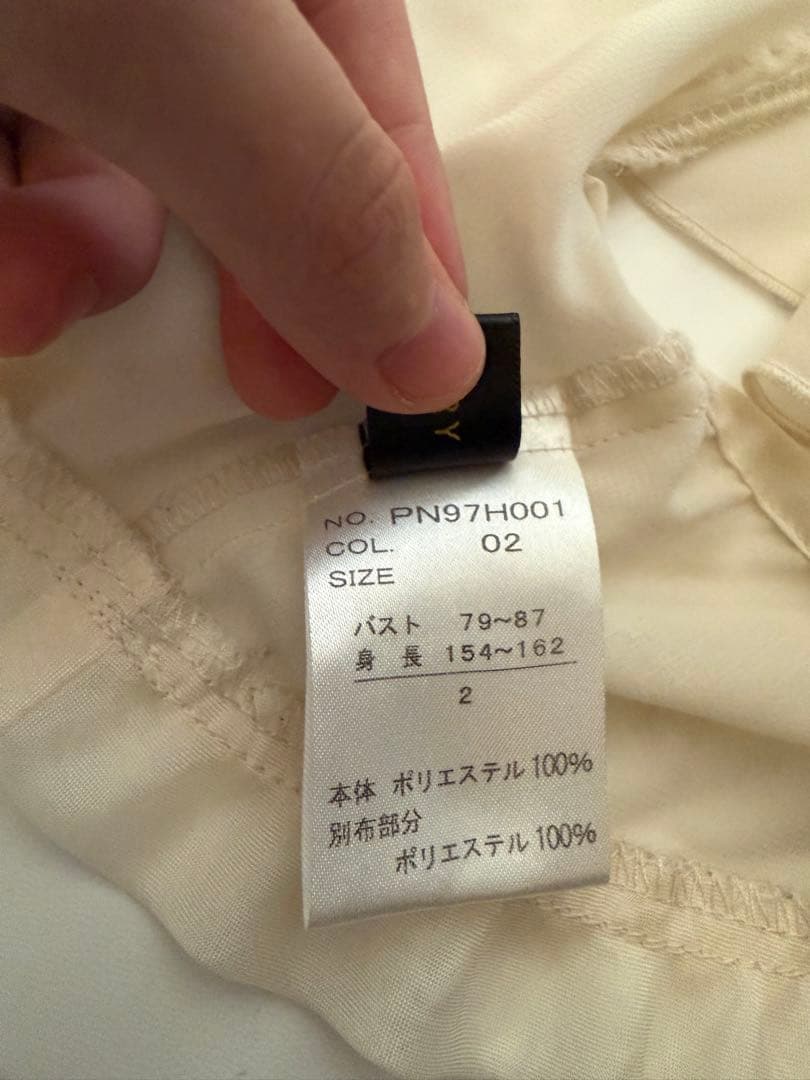 NO. PN97H001
COL. 02
SIZE
バスト 79~87
身長 154~162
2
本体 ポリエステル100%
別布部分
ポリエステル100%